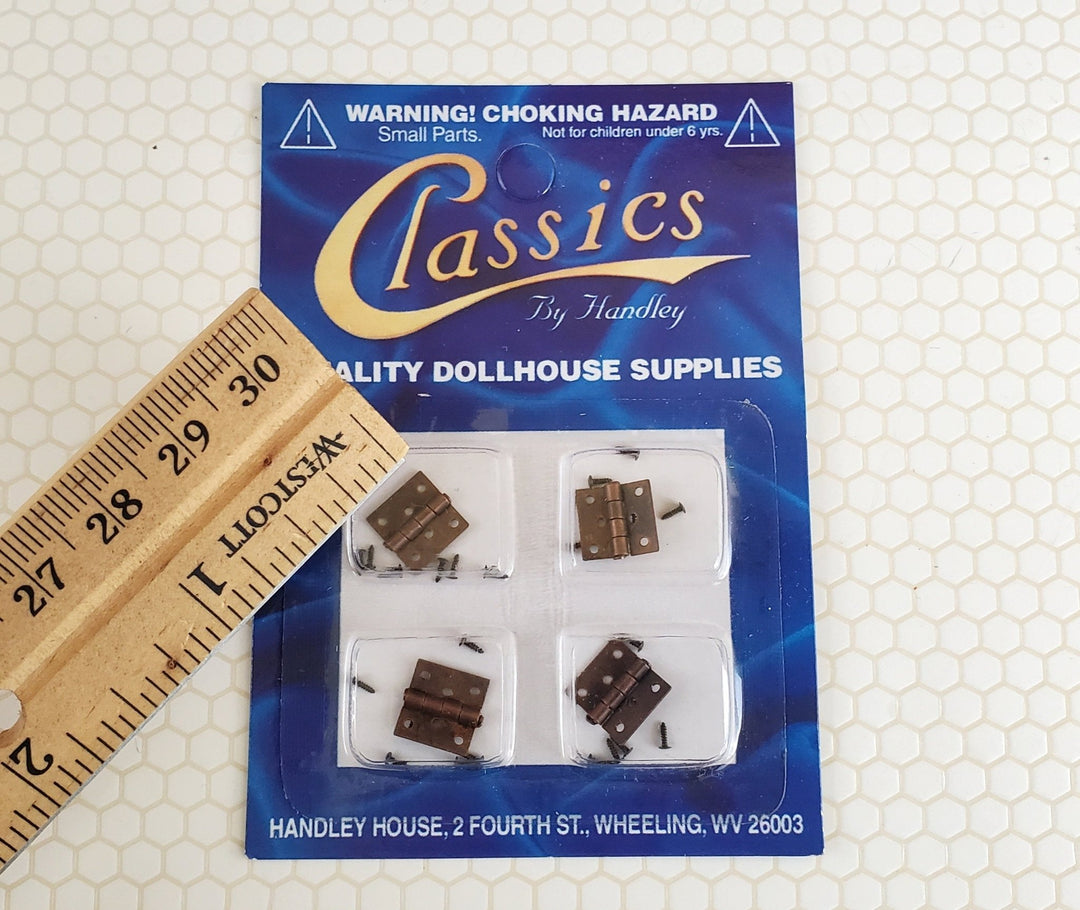 WARNING! CHOKING HAZARD
Small Parts. Not for children under 6 yrs.
Classics
By Handley
ALITY DOLLHOUSE SUPPLIES
30
29
28
27
WESTCOTT
1
2
HANDLEY HOUSE, 2 FOURTH ST., WHEELING, WV 26003